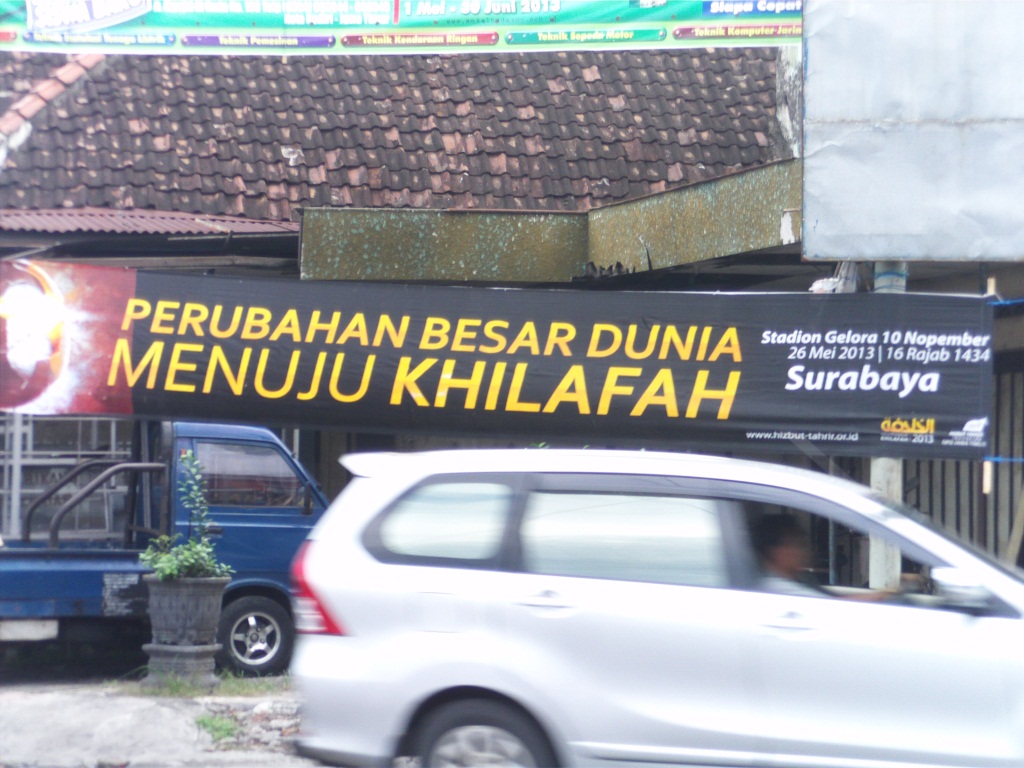 1 Mei - 30 Juni 2013
Siapa Cepat
Teknik Pemesinan
Teknik Kendaraan Ringan
Teknik Sepeda Motor
Teknik Komputer Jarin
PERUBAHAN BESAR DUNIA
MENUJU KHILAFAH
Stadion Gelora 10 Nopember
26 Mei 2013 | 16 Rajab 1434
Surabaya
www.hizbut-tahrir.or.id
الخلافة
KHILAFAH 2013